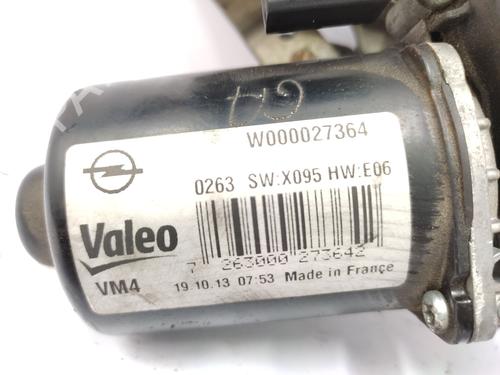 W000027364
0263 SW:X095 HW:E06
Valeo
7 263000 273642
VM4 19.10.13 07:53 Made in France